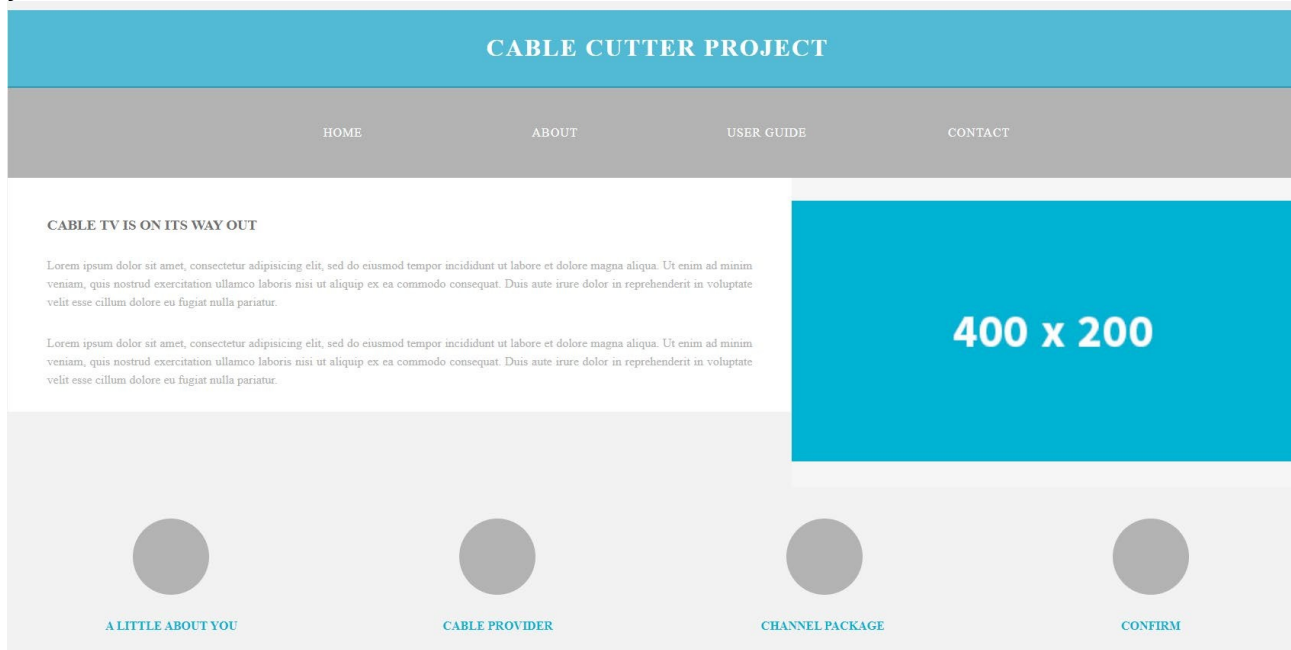 CABLE CUTTER PROJECT
HOME ABOUT USER GUIDE CONTACT
CABLE TV IS ON ITS WAY OUT
Lorem ipsum dolor sit amet, consectetur adipisicing elit, sed do eiusmod tempor incididunt ut labore et dolore magna aliqua. Ut enim ad minim
veniam, quis nostrud exercitation ullamco laboris nisi ut aliquip ex ea commodo consequat. Duis aute irure dolor in reprehenderit in voluptate
velit esse cillum dolore eu fugiat nulla pariatur.
Lorem ipsum dolor sit amet, consectetur adipisicing elit, sed do eiusmod tempor incididunt ut labore et dolore magna aliqua. Ut enim ad minim
veniam, quis nostrud exercitation ullamco laboris nisi ut aliquip ex ea commodo consequat. Duis aute irure dolor in reprehenderit in voluptate
velit esse cillum dolore eu fugiat nulla pariatur.
400 x 200
A LITTLE ABOUT YOU CABLE PROVIDER CHANNEL PACKAGE CONFIRM